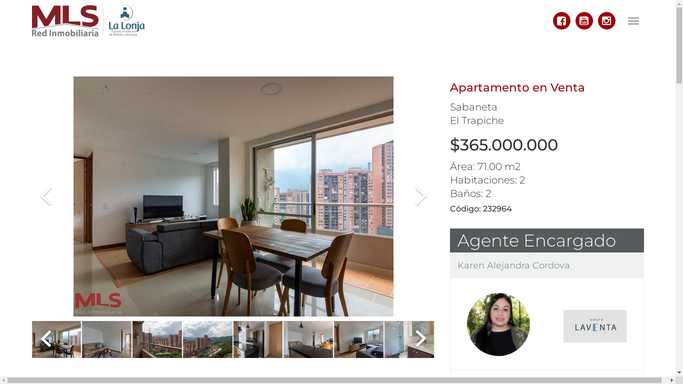 MLS
Red Inmobiliaria
La Lonja
Apartamento en Venta
Sabaneta
El Trapiche
$365.000.000
Área: 71.00 m2
Habitaciones: 2
Baños: 2
Código: 232964
MLS
Agente Encargado
Karen Alejandra Cordova
LAVENTA